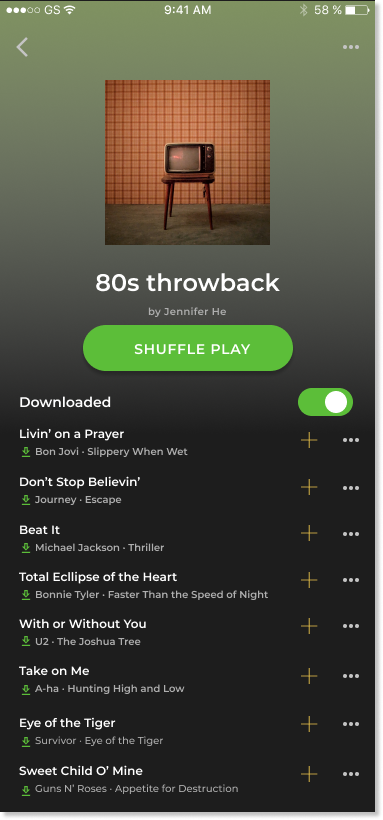 GS 9:41 AM 58 %
80s throwback
by Jennifer He
SHUFFLE PLAY
Downloaded
Livin’ on a Prayer
Bon Jovi · Slippery When Wet
Don’t Stop Believin’
Journey · Escape
Beat It
Michael Jackson · Thriller
Total Ecllipse of the Heart
Bonnie Tyler · Faster Than the Speed of Night
With or Without You
U2 · The Joshua Tree
Take on Me
A-ha · Hunting High and Low
Eye of the Tiger
Survivor · Eye of the Tiger
Sweet Child O’ Mine
Guns N’ Roses · Appetite for Destruction